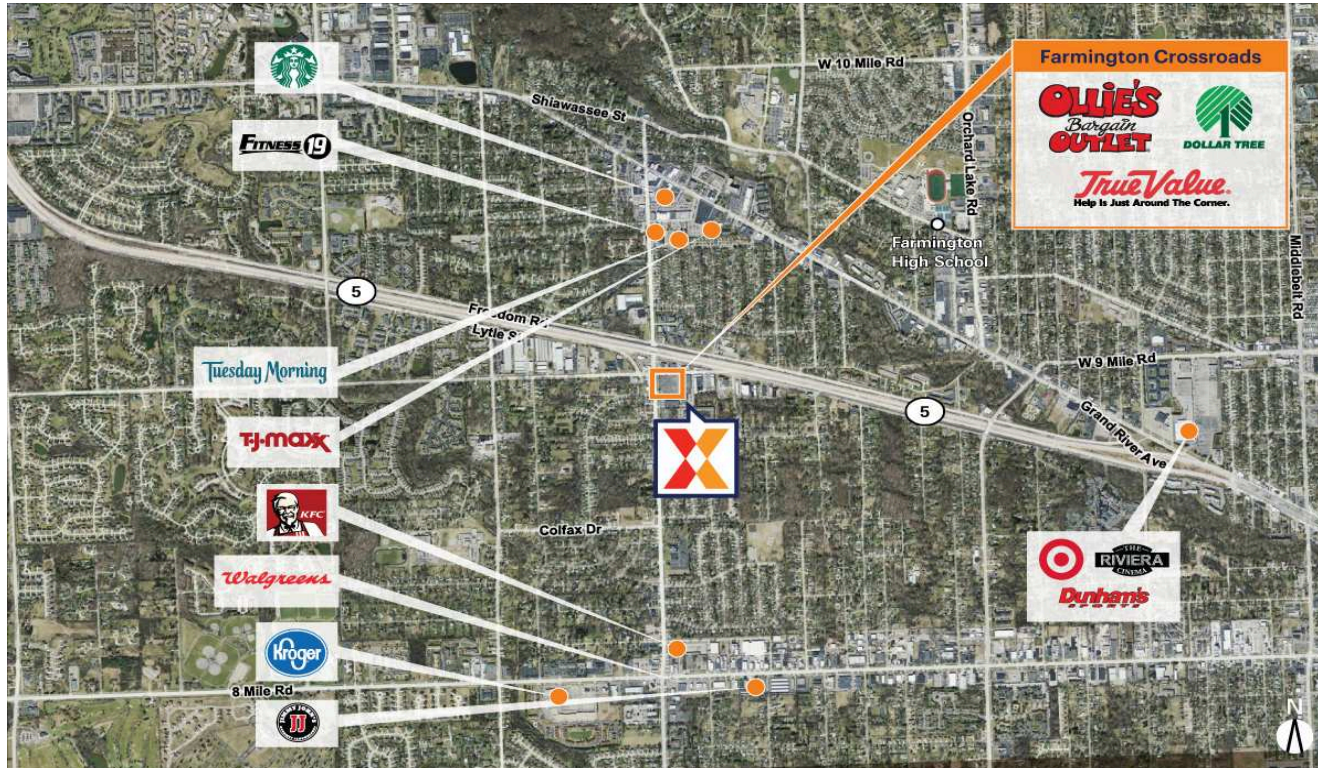 W 10 Mile Rd
Farmington Crossroads
OLLIE'S
Bargain
OUTLET
DOLLAR TREE
True Value.
Help Is Just Around The Corner.
Shiawassee St
Orchard Lake Rd
FITNESS 19
Farmington
High School
Middlebelt Rd
5
Freedom Rd
Lytle St
W 9 Mile Rd
Tuesday Morning
5
Grand River Ave
T.J.maxx
KFC
Colfax Dr
THE
RIVIERA
CINEMA
Dunham's
SPORTS
Walgreens
Kroger
8 Mile Rd
JIMMY JOHN'S
JJ
N